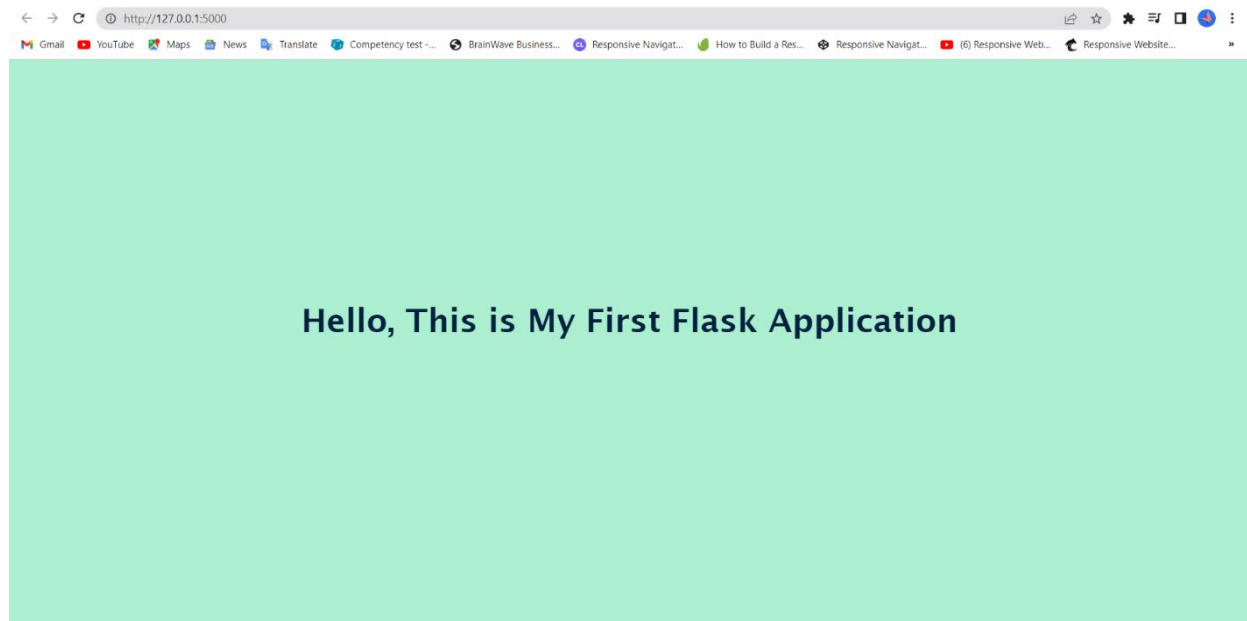 http://127.0.0.1:5000
Gmail YouTube Maps News Translate Competency test -... BrainWave Business... Responsive Navigat... How to Build a Res... Responsive Navigat... (6) Responsive Web... Responsive Website... »
Hello, This is My First Flask Application